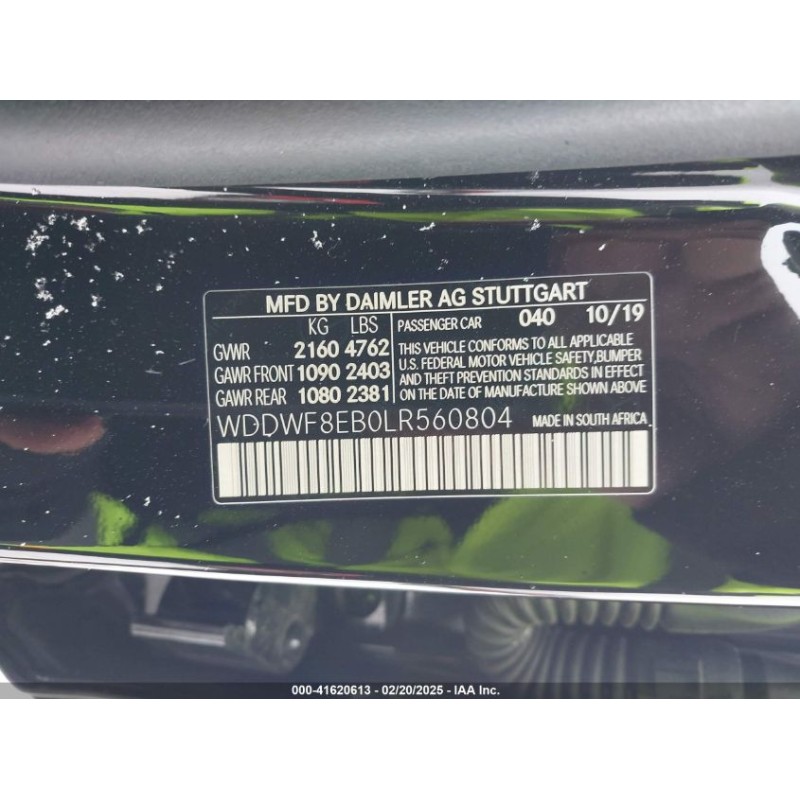 MFD BY DAIMLER AG STUTTGART
KG LBS PASSENGER CAR 040 10/19
GWWR 2160 4762
GAWR FRONT 1090 2403
GAWR REAR 1080 2381
THIS VEHICLE CONFORMS TO ALL APPLICABLE
U.S. FEDERAL MOTOR VEHICLE SAFETY,BUMPER
AND THEFT PREVENTION STANDARDS IN EFFECT
ON THE DATE OF MANUFACTURE SHOWN ABOVE.
WDDWF8EB0LR560804 MADE IN SOUTH AFRICA
000-41620613 - 02/20/2025 - IAA Inc.